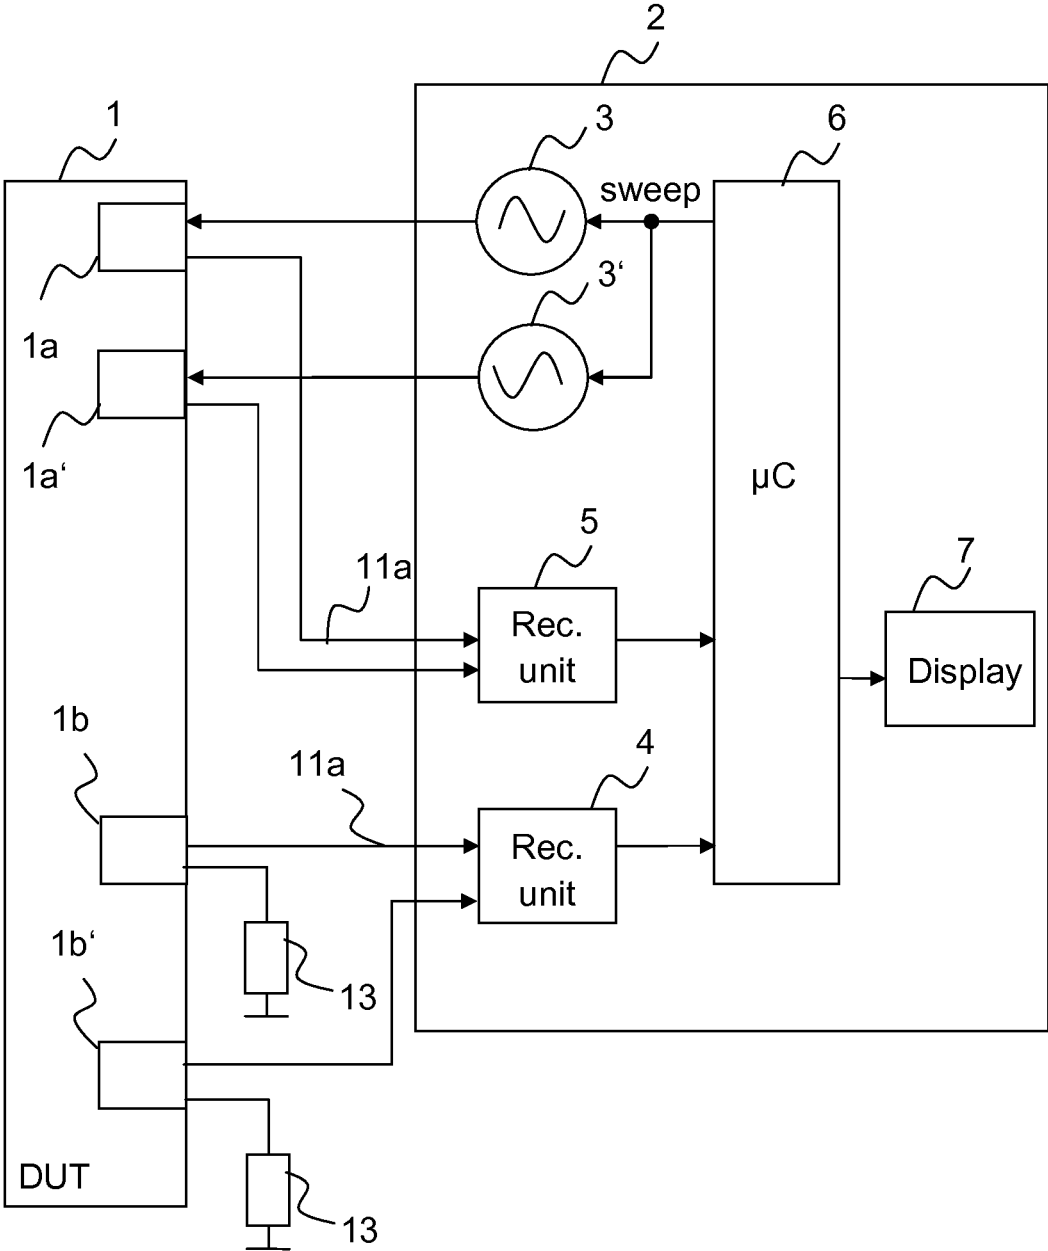 2
1
3
6
sweep
3‘
1a
1a‘
µC
5
11a
7
Rec.
unit
Display
1b
4
11a
Rec.
unit
1b‘
13
DUT
13